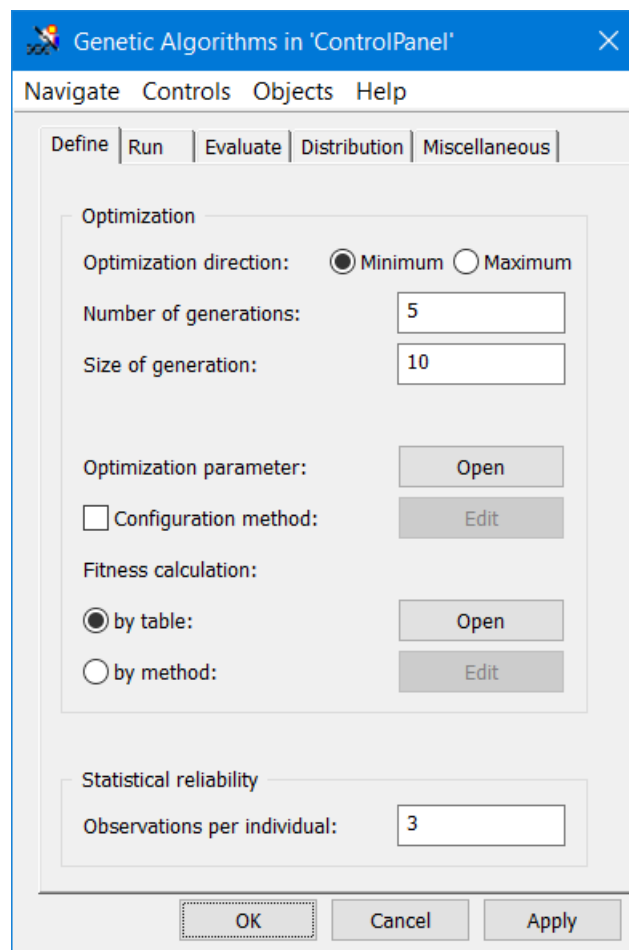 Genetic Algorithms in 'ControlPanel'
Navigate Controls Objects Help
Define Run Evaluate Distribution Miscellaneous
Optimization
Optimization direction: Minimum Maximum
Number of generations: 5
Size of generation: 10
Optimization parameter: Open
Configuration method: Edit
Fitness calculation:
by table: Open
by method: Edit
Statistical reliability
Observations per individual: 3
OK Cancel Apply